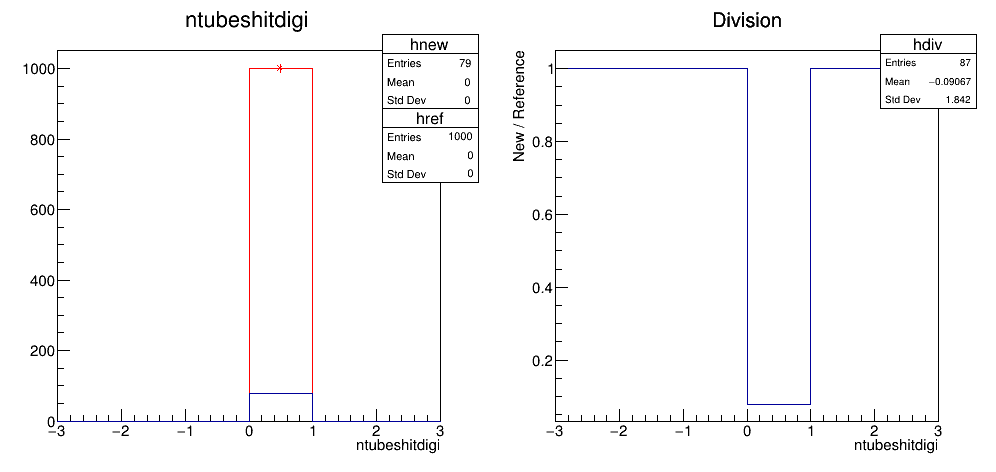 ntubeshitdigi
hnew
Entries 79
Mean 0
Std Dev 0
href
Entries 1000
Mean 0
Std Dev 0
1000
800
600
400
200
0
−3 −2 −1 0 1 2 3
ntubeshitdigi
Division
hdiv
Entries 87
Mean −0.09067
Std Dev 1.842
New / Reference
1
0.8
0.6
0.4
0.2
−3 −2 −1 0 1 2 3
ntubeshitdigi